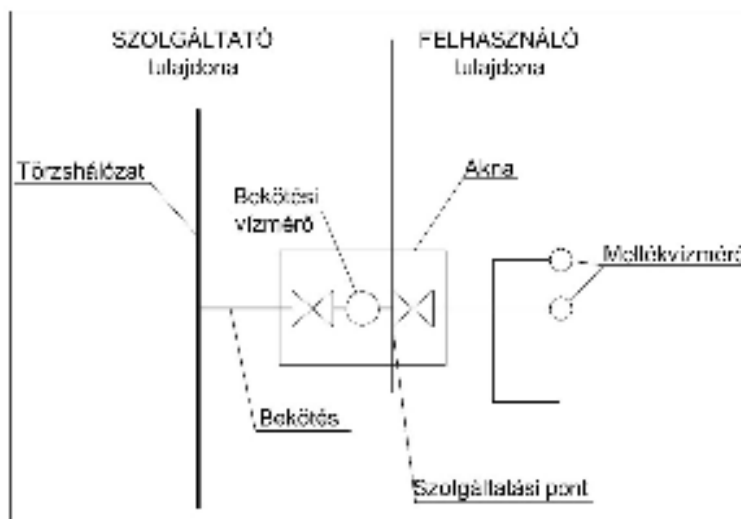 SZOLGÁLTATÓ
tulajdona
FELHASZNÁLÓ
tulajdona
Törzshálózat
Akna
Bekötési
vízmérő
Mellékvízmérő
Bekötés
Szolgáltatási pont